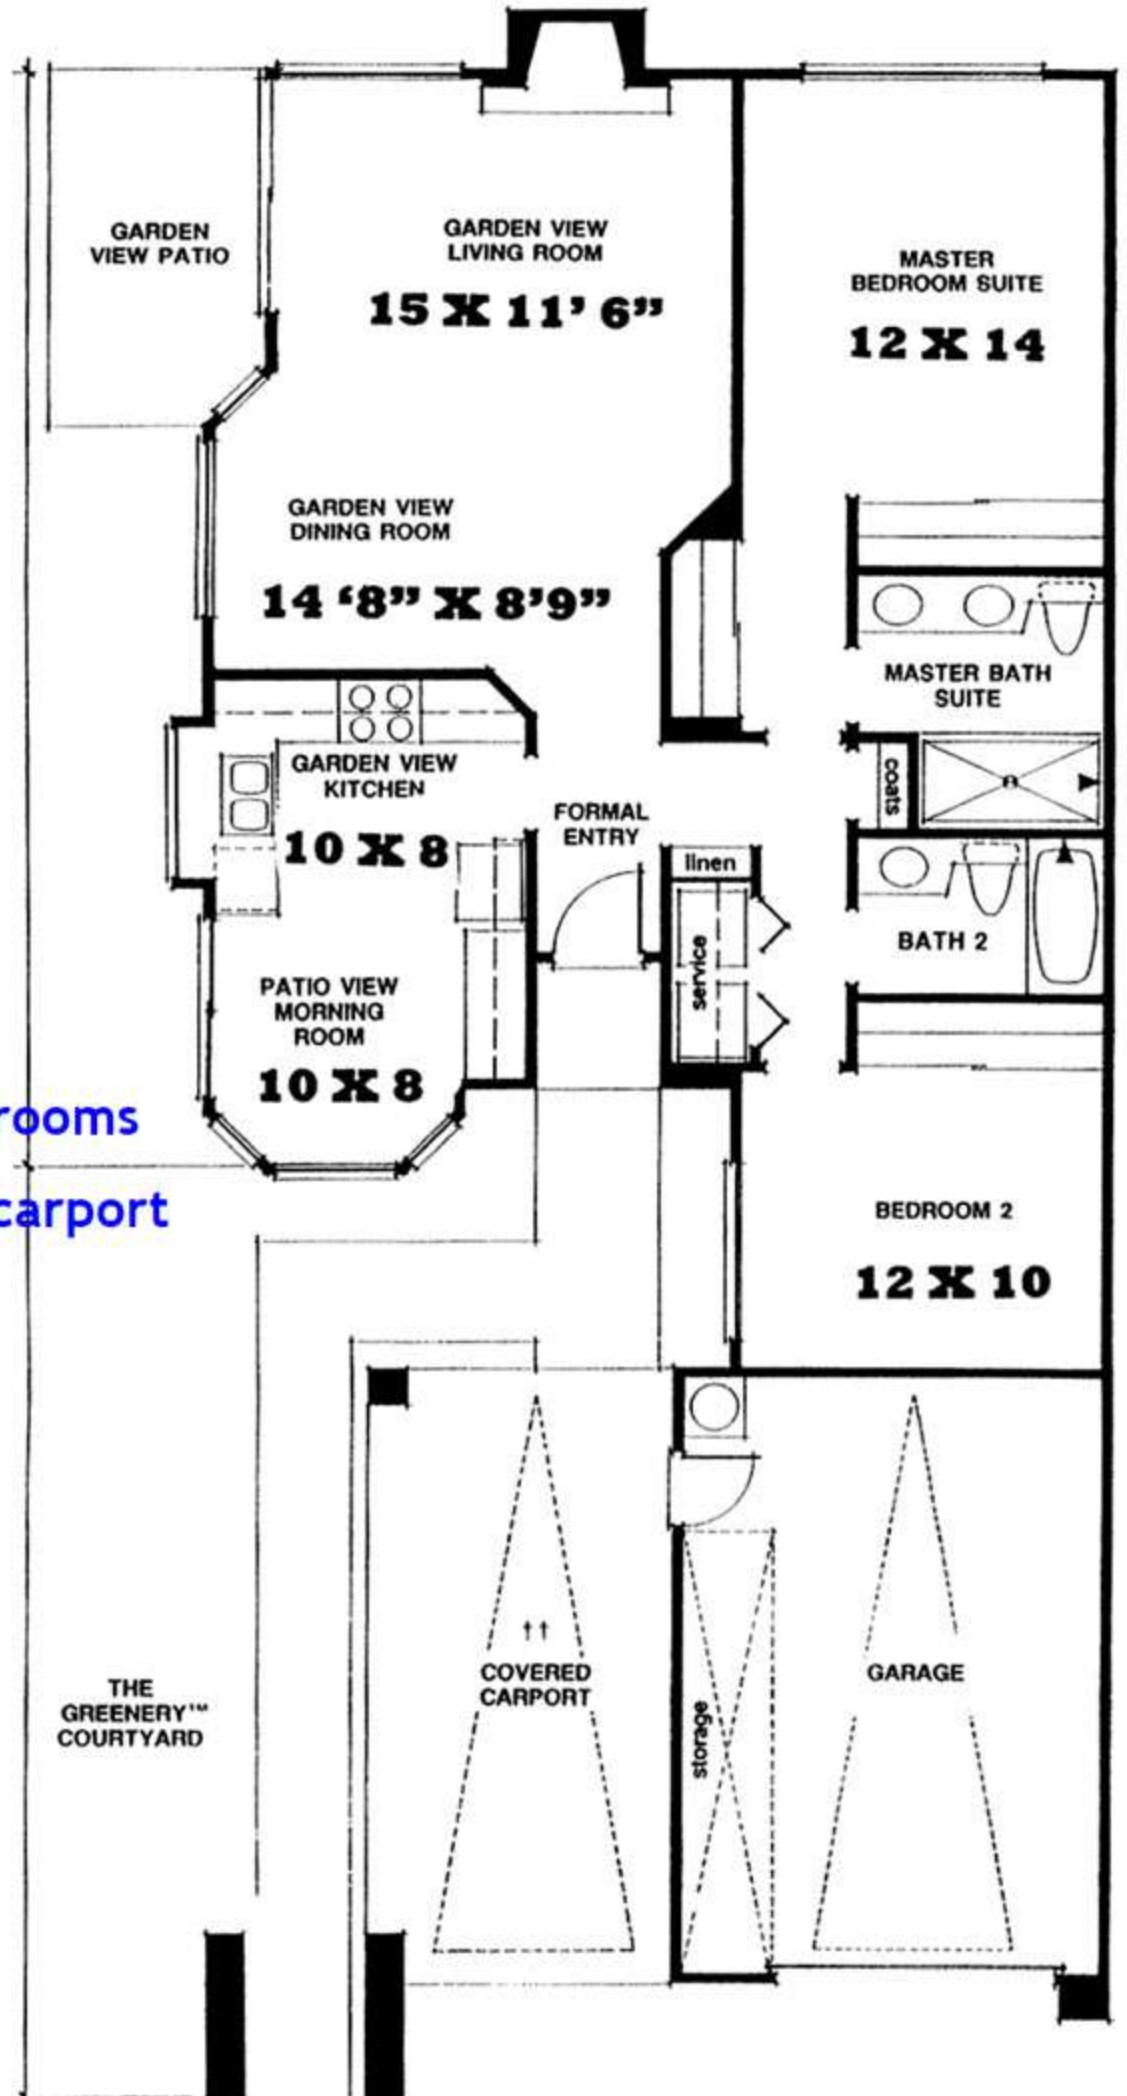 GARDEN
VIEW PATIO
GARDEN VIEW
LIVING ROOM
15 X 11' 6”
MASTER
BEDROOM SUITE
12 X 14
GARDEN VIEW
DINING ROOM
14 ‘8” X 8’9”
MASTER BATH
SUITE
GARDEN VIEW
KITCHEN
10 X 8
FORMAL
ENTRY
coats
linen
service
BATH 2
PATIO VIEW
MORNING
ROOM
10 X 8
rooms
carport
BEDROOM 2
12 X 10
††
COVERED
CARPORT
storage
GARAGE
THE
GREENERY™
COURTYARD